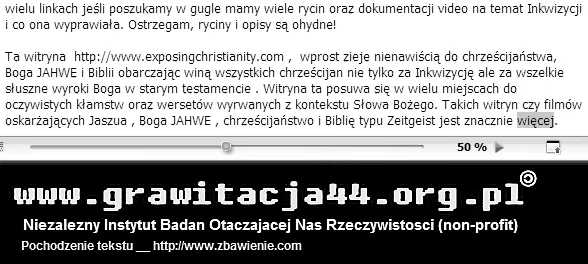 wielu linkach jeśli poszukamy w gugle mamy wiele rycin oraz dokumentacji video na temat Inkwizycji
i co ona wyprawiała. Ostrzegam, ryciny i opisy są ohydne!
Ta witryna http://www.exposingchristianity.com , wprost zieje nienawiścią do chrześcijaństwa,
Boga JAHWE i Biblii obarczając winą wszystkich chrześcijan nie tylko za Inkwizycję ale za wszelkie
słuszne wyroki Boga w starym testamencie . Witryna ta posuwa się w wielu miejscach do
oczywistych kłamstw oraz wersetów wyrwanych z kontekstu Słowa Bożego. Takich witryn czy filmów
oskarżających Jaszua , Boga JAHWE , chrześcijaństwo i Biblię typu Zeitgeist jest znacznie więcej.
50 %
www.grawitacja44.org.pl
Niezalezny Instytut Badan Otaczajacej Nas Rzeczywistosci (non-profit)
Pochodzenie tekstu __ http://www.zbawienie.com